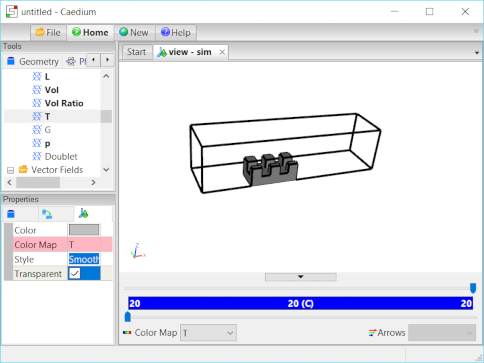 untitled - Caedium
File Home New Help
Tools
Geometry
L
Vol
Vol Ratio
T
G
p
Doublet
Vector Fields
Properties
Color
Color Map T
Style Smooth
Transparent
Start view - sim
Z
X
20 20 (C) 20
Color Map T Arrows